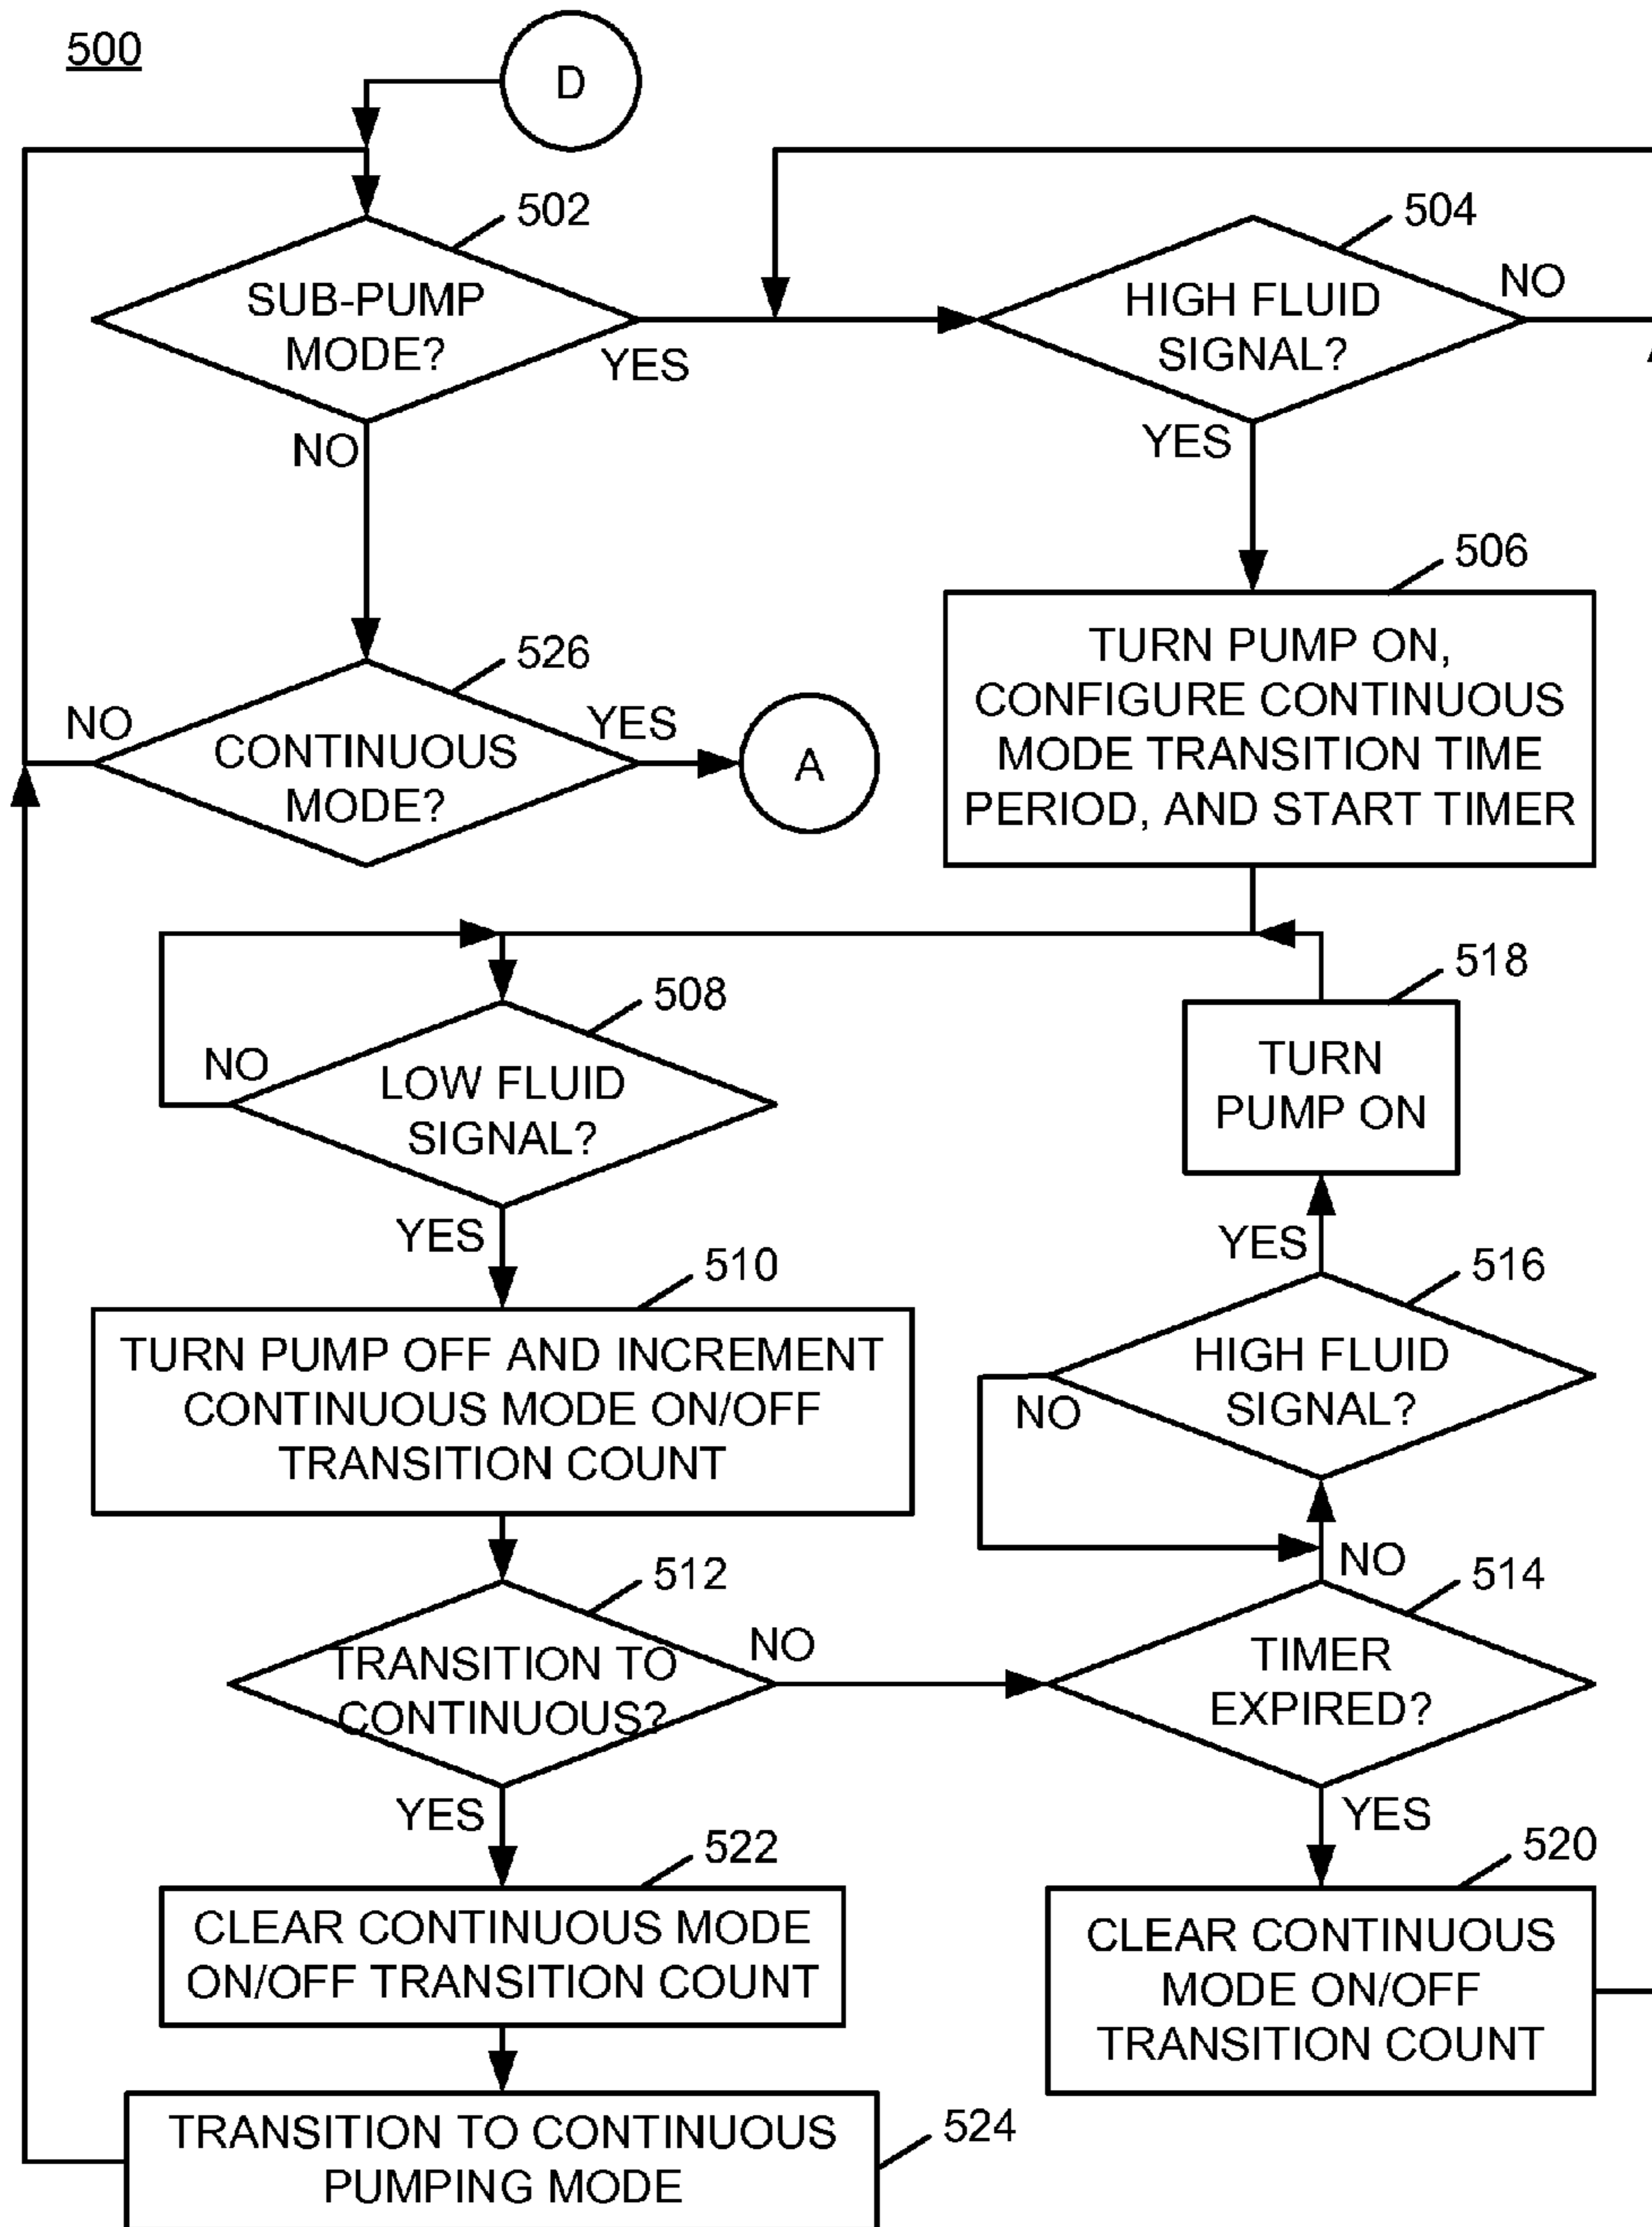 500
D
502
SUB-PUMP
MODE?
YES
NO
504
HIGH FLUID
SIGNAL?
NO
YES
506
TURN PUMP ON,
CONFIGURE CONTINUOUS
MODE TRANSITION TIME
PERIOD, AND START TIMER
526
CONTINUOUS
MODE?
NO
YES
A
508
LOW FLUID
SIGNAL?
NO
YES
518
TURN
PUMP ON
YES
516
HIGH FLUID
SIGNAL?
NO
510
TURN PUMP OFF AND INCREMENT
CONTINUOUS MODE ON/OFF
TRANSITION COUNT
512
TRANSITION TO
CONTINUOUS?
NO
YES
NO
514
TIMER
EXPIRED?
YES
522
CLEAR CONTINUOUS MODE
ON/OFF TRANSITION COUNT
520
CLEAR CONTINUOUS
MODE ON/OFF
TRANSITION COUNT
TRANSITION TO CONTINUOUS
PUMPING MODE
524